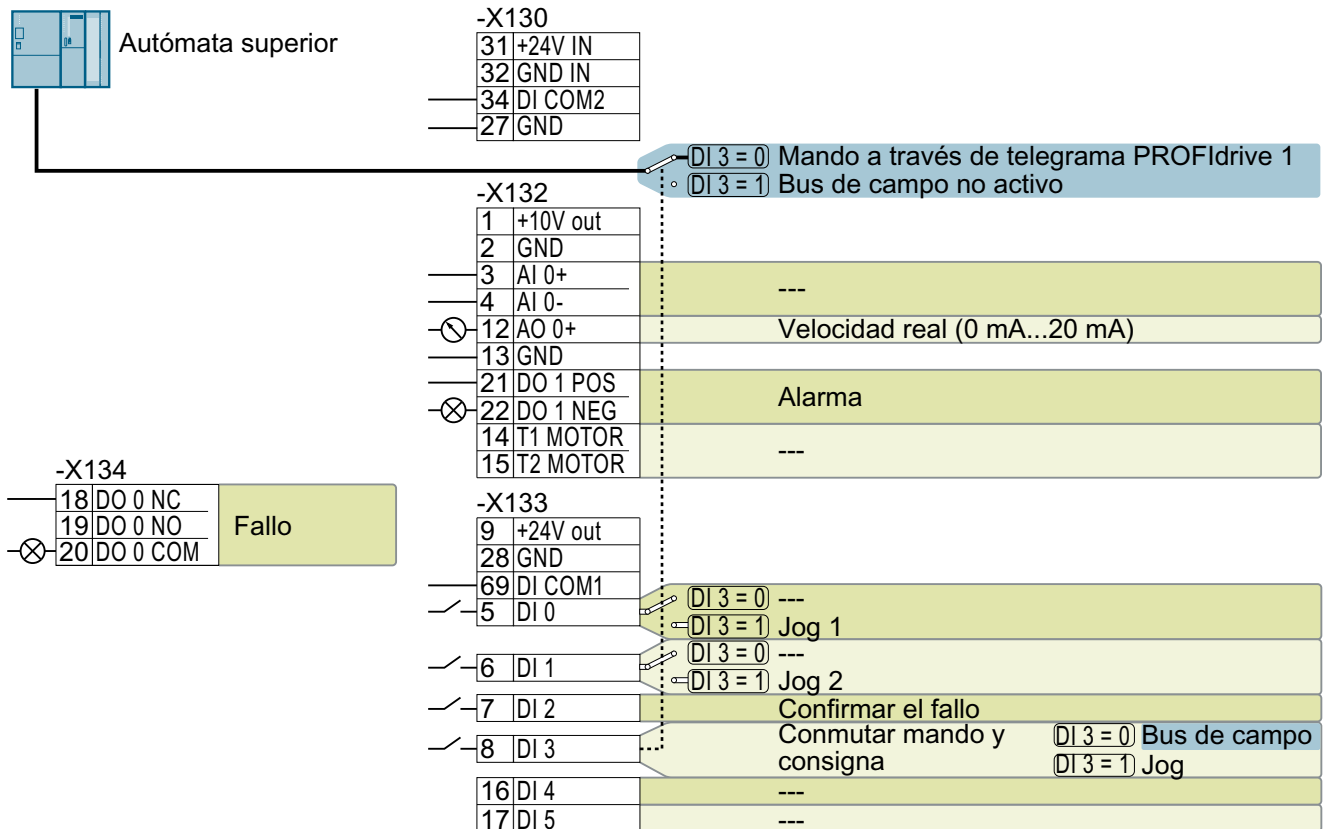 Autómata superior
-X130
31 +24V IN
32 GND IN
34 DI COM2
27 GND
DI 3 = 0 Mando a través de telegrama PROFIdrive 1
DI 3 = 1 Bus de campo no activo
-X132
1 +10V out
2 GND
3 AI 0+
4 AI 0-
---
12 AO 0+ Velocidad real (0 mA...20 mA)
13 GND
21 DO 1 POS
22 DO 1 NEG
Alarma
14 T1 MOTOR
15 T2 MOTOR
---
-X134
18 DO 0 NC
19 DO 0 NO
20 DO 0 COM
Fallo
-X133
9 +24V out
28 GND
69 DI COM1
5 DI 0
DI 3 = 0 ---
DI 3 = 1 Jog 1
6 DI 1
DI 3 = 0 ---
DI 3 = 1 Jog 2
7 DI 2 Confirmar el fallo
8 DI 3
Conmutar mando y
consigna
DI 3 = 0 Bus de campo
DI 3 = 1 Jog
16 DI 4 ---
17 DI 5 ---